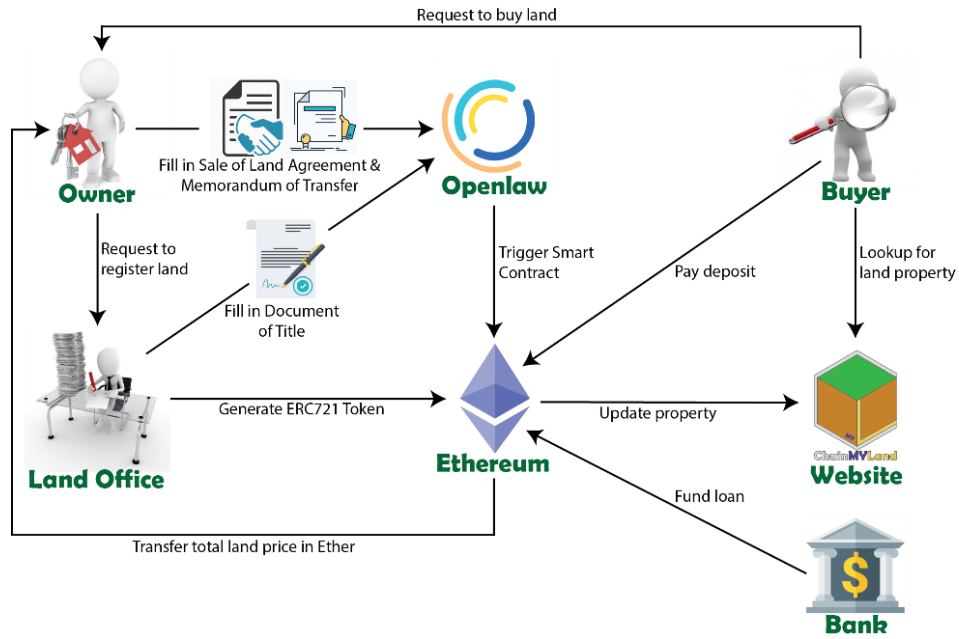 Request to buy land
Fill in Sale of Land Agreement &
Memorandum of Transfer
Owner
Openlaw
Buyer
Request to
register land
Trigger Smart
Contract
Pay deposit
Lookup for
land property
Fill in Document
of Title
Generate ERC721 Token
Update property
MY
ChainMYLand
Land Office
Ethereum
Website
Fund loan
Transfer total land price in Ether
$
Bank